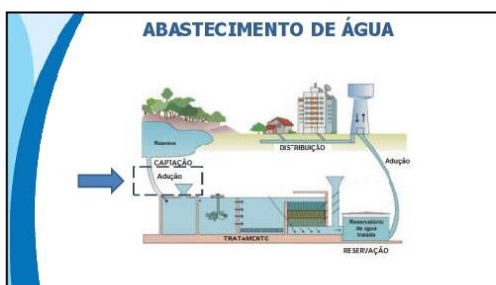 ABASTECIMENTO DE ÁGUA
Represa
DISTRIBUIÇÃO
CAPTAÇÃO
Adução
Adução
Reservatório
de água
tratada
TRATAMENTO
RESERVAÇÃO